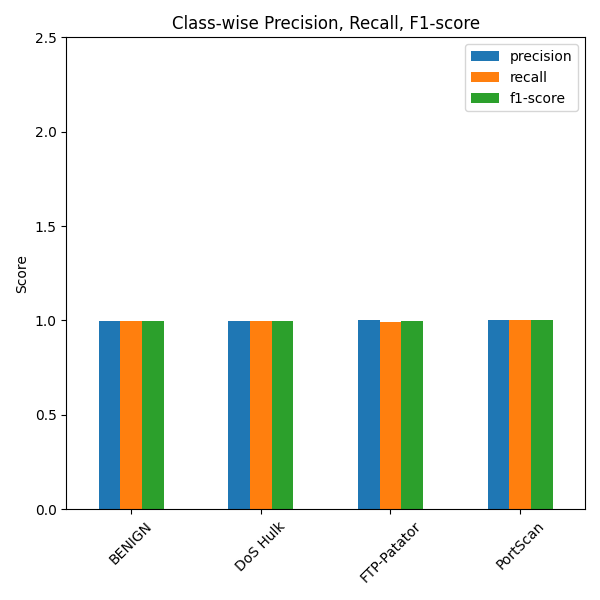 Class-wise Precision, Recall, F1-score
precision
recall
f1-score
Score
2.5
2.0
1.5
1.0
0.5
0.0
BENIGN
DoS Hulk
FTP-Patator
PortScan